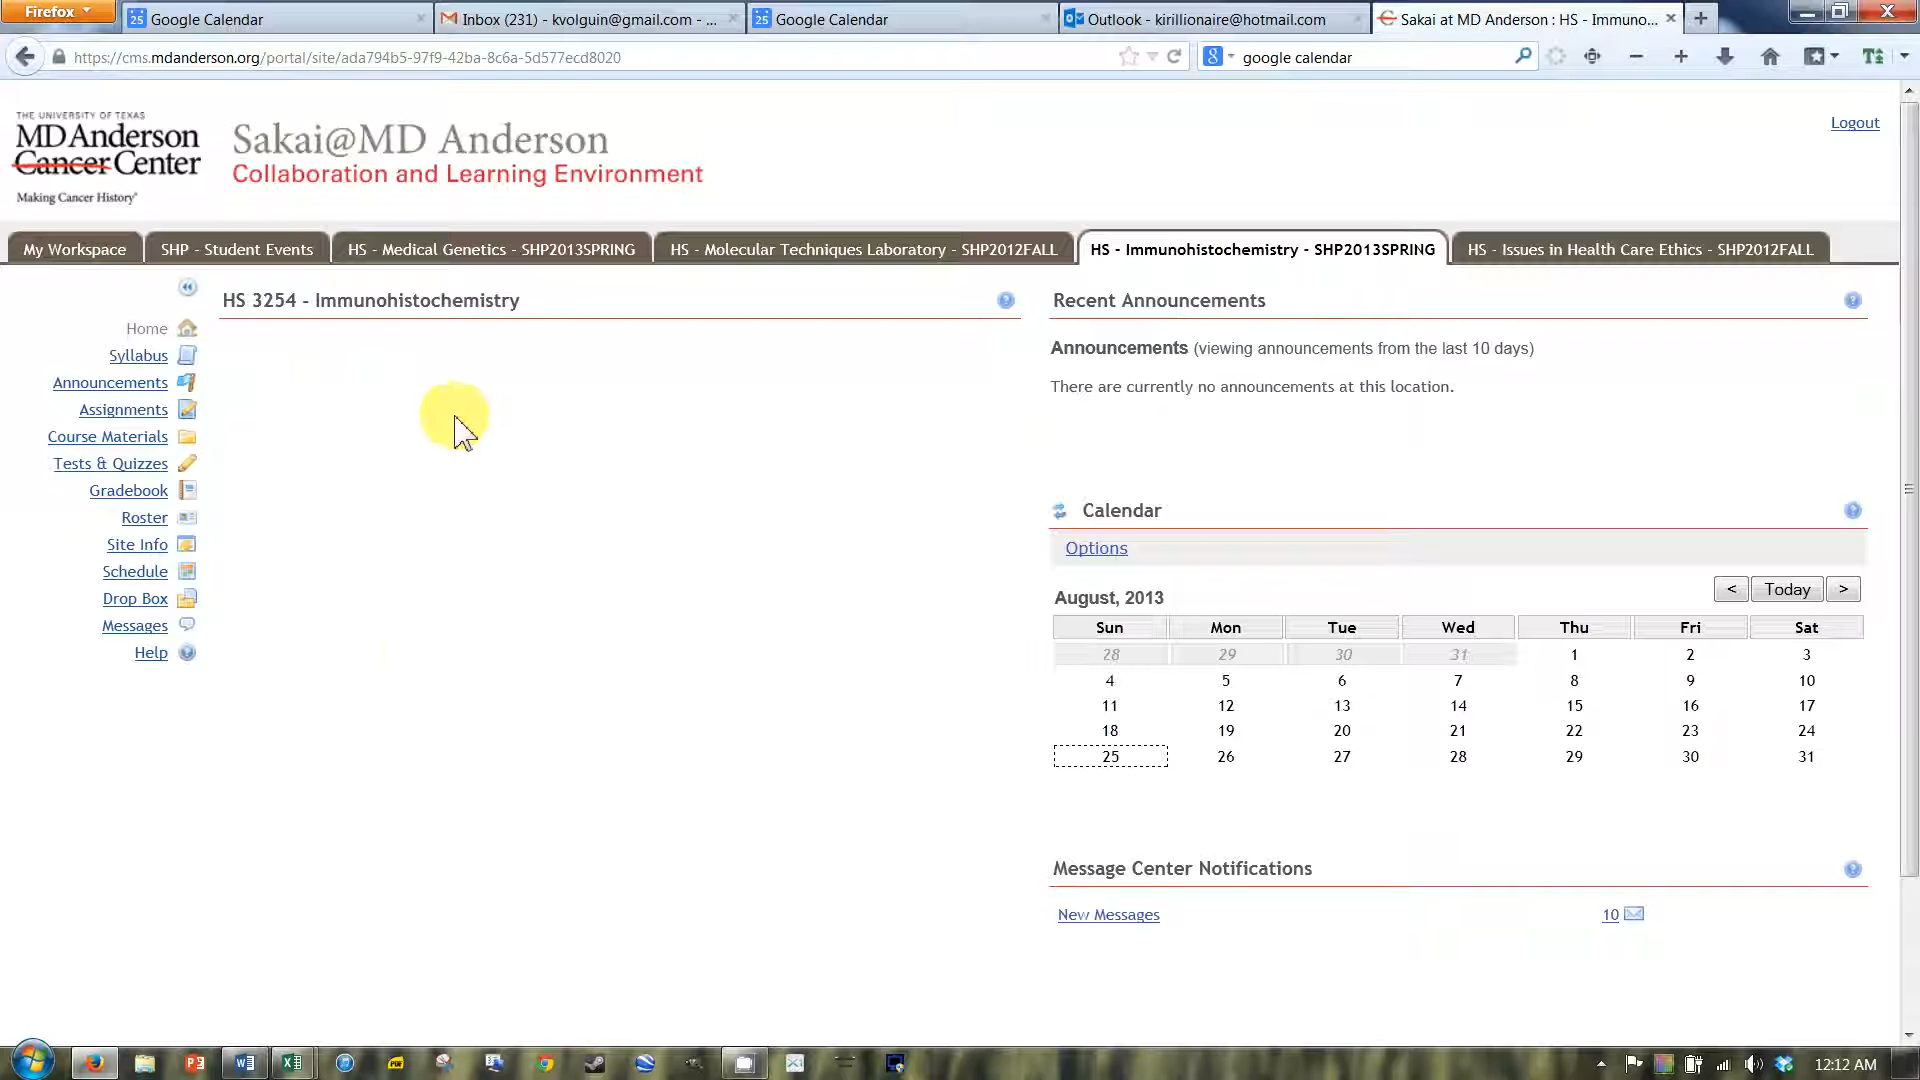 Firefox
25 Google Calendar
Inbox (231) - kvolguin@gmail.com - ...
25 Google Calendar
Outlook - kirillionaire@hotmail.com
Sakai at MD Anderson : HS - Immuno...
https://cms.mdanderson.org/portal/site/ada794b5-97f9-42ba-8c6a-5d577ecd8020
google calendar
THE UNIVERSITY OF TEXAS
MD Anderson
Cancer Center
Making Cancer History®
Sakai@MD Anderson
Collaboration and Learning Environment
Logout
My Workspace
SHP - Student Events
HS - Medical Genetics - SHP2013SPRING
HS - Molecular Techniques Laboratory - SHP2012FALL
HS - Immunohistochemistry - SHP2013SPRING
HS - Issues in Health Care Ethics - SHP2012FALL
Home
Syllabus
Announcements
Assignments
Course Materials
Tests & Quizzes
Gradebook
Roster
Site Info
Schedule
Drop Box
Messages
Help
HS 3254 - Immunohistochemistry
Recent Announcements
Announcements (viewing announcements from the last 10 days)
There are currently no announcements at this location.
Calendar
Options
August, 2013
< Today >
Sun Mon Tue Wed Thu Fri Sat
28 29 30 31 1 2 3
4 5 6 7 8 9 10
11 12 13 14 15 16 17
18 19 20 21 22 23 24
25 26 27 28 29 30 31
Message Center Notifications
New Messages 10
12:12 AM